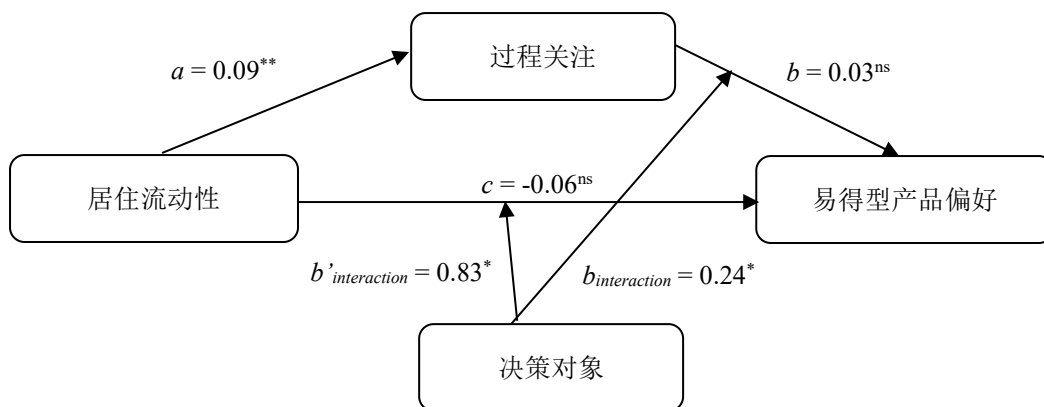 过程关注
a = 0.09**
b = 0.03ns
居住流动性
c = -0.06ns
易得型产品偏好
b’interaction = 0.83*
binteraction = 0.24*
决策对象